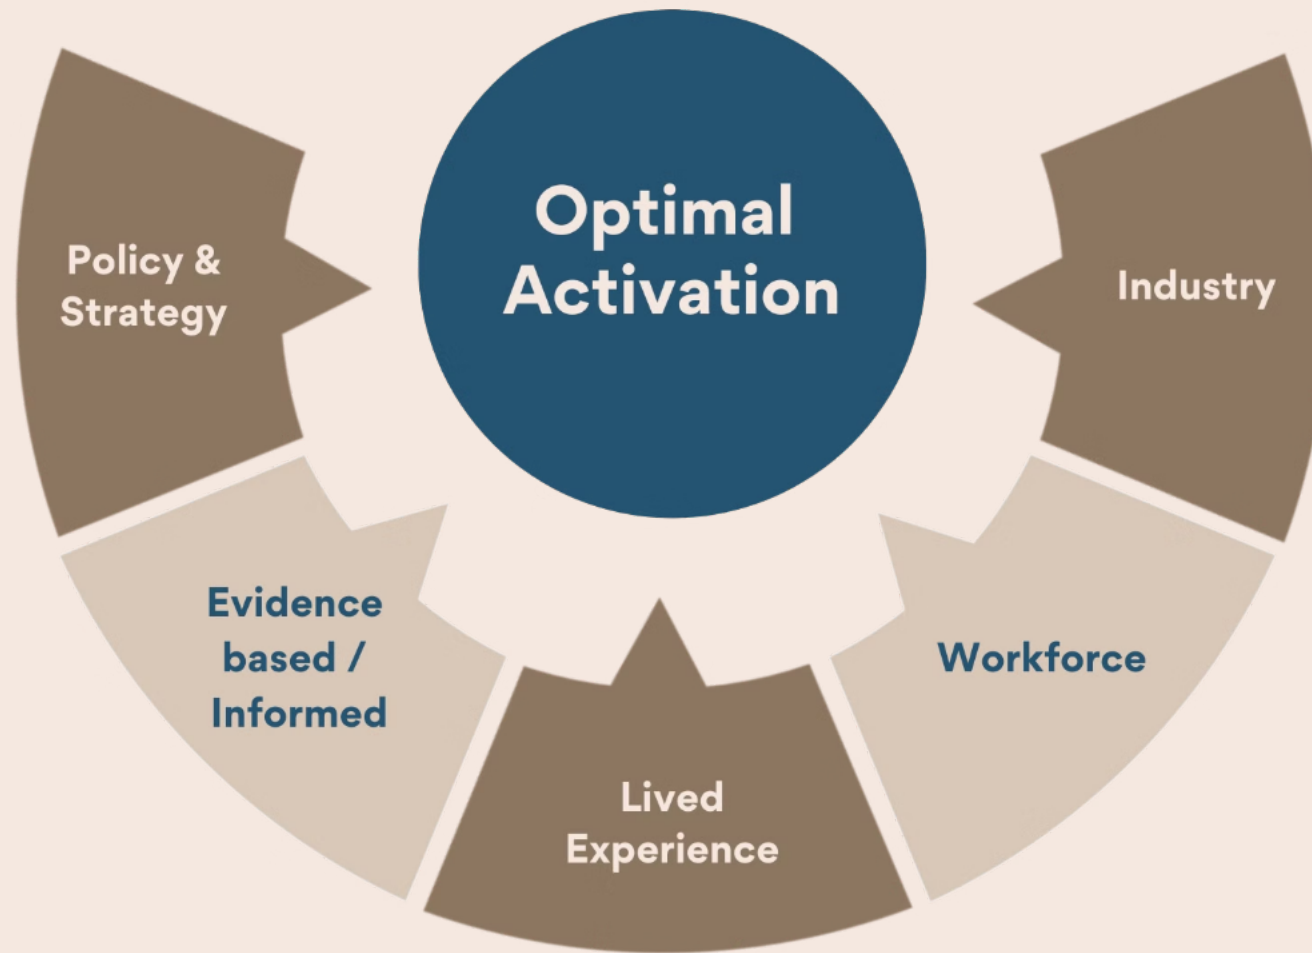 Optimal
Activation
Policy &
Strategy
Industry
Evidence
based /
Informed
Workforce
Lived
Experience